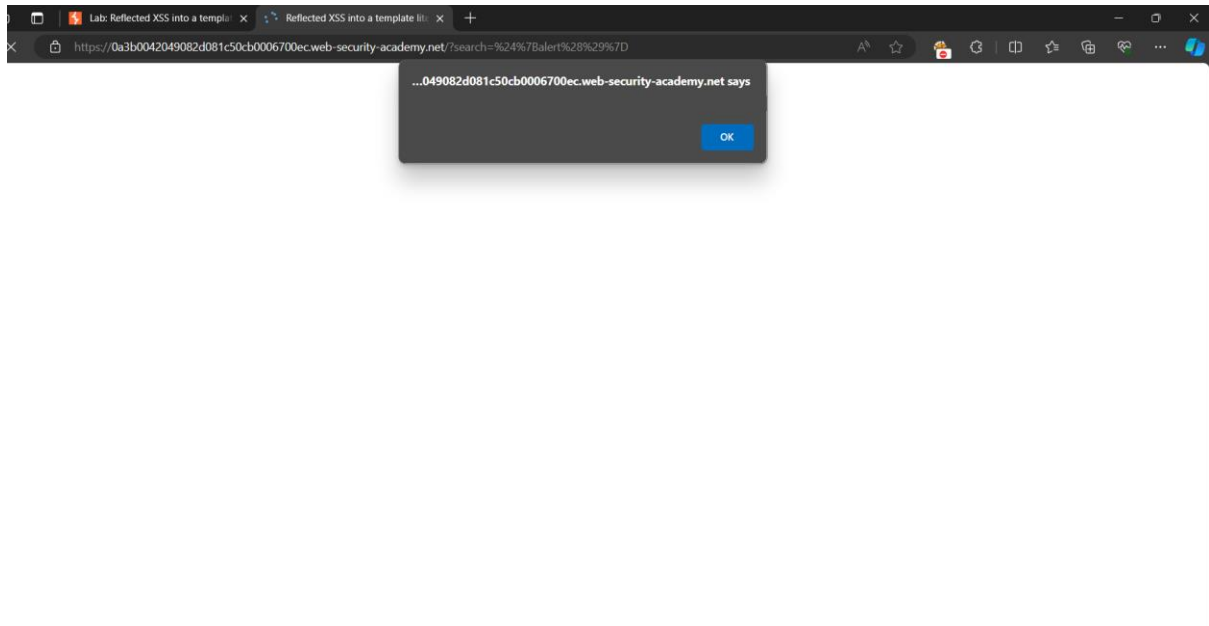 Lab: Reflected XSS into a templat
Reflected XSS into a template lite
https://0a3b0042049082d081c50cb0006700ec.web-security-academy.net/?search=%24%7Balert%28%29%7D
...049082d081c50cb0006700ec.web-security-academy.net says
OK